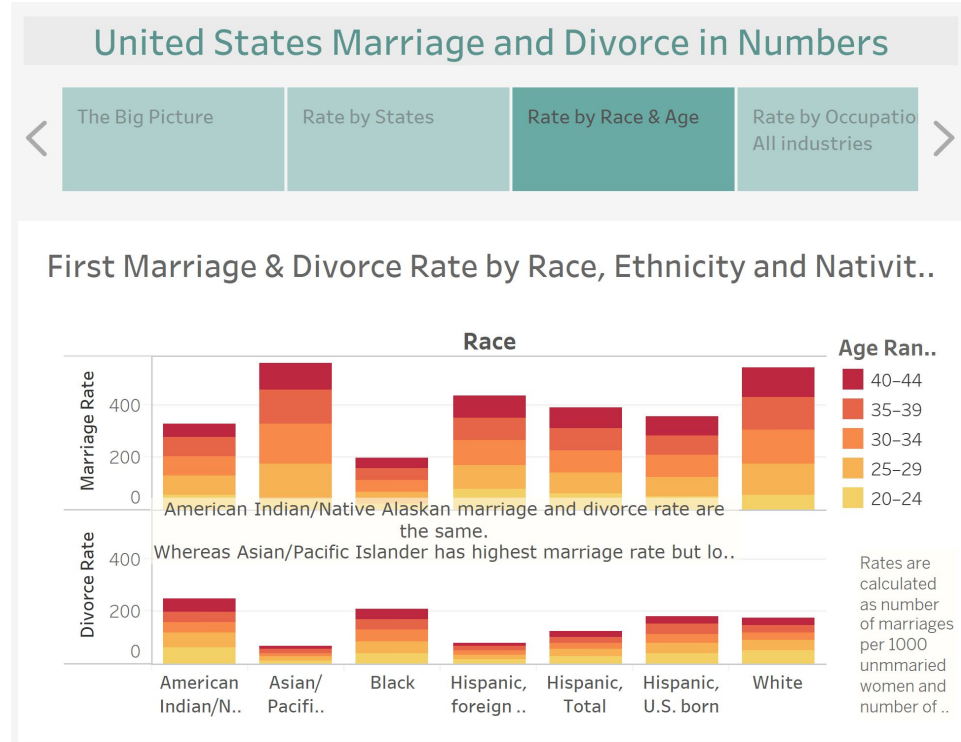 United States Marriage and Divorce in Numbers
The Big Picture
Rate by States
Rate by Race & Age
Rate by Occupatio
All industries
First Marriage & Divorce Rate by Race, Ethnicity and Nativit..
Race
Marriage Rate
400
200
0
Age Ran..
40–44
35–39
30–34
25–29
20–24
American Indian/Native Alaskan marriage and divorce rate are
the same.
Whereas Asian/Pacific Islander has highest marriage rate but lo..
Divorce Rate
400
200
0
American
Indian/N..
Asian/
Pacifi..
Black
Hispanic,
foreign ..
Hispanic,
Total
Hispanic,
U.S. born
White
Rates are
calculated
as number
of marriages
per 1000
unmmaried
women and
number of ..